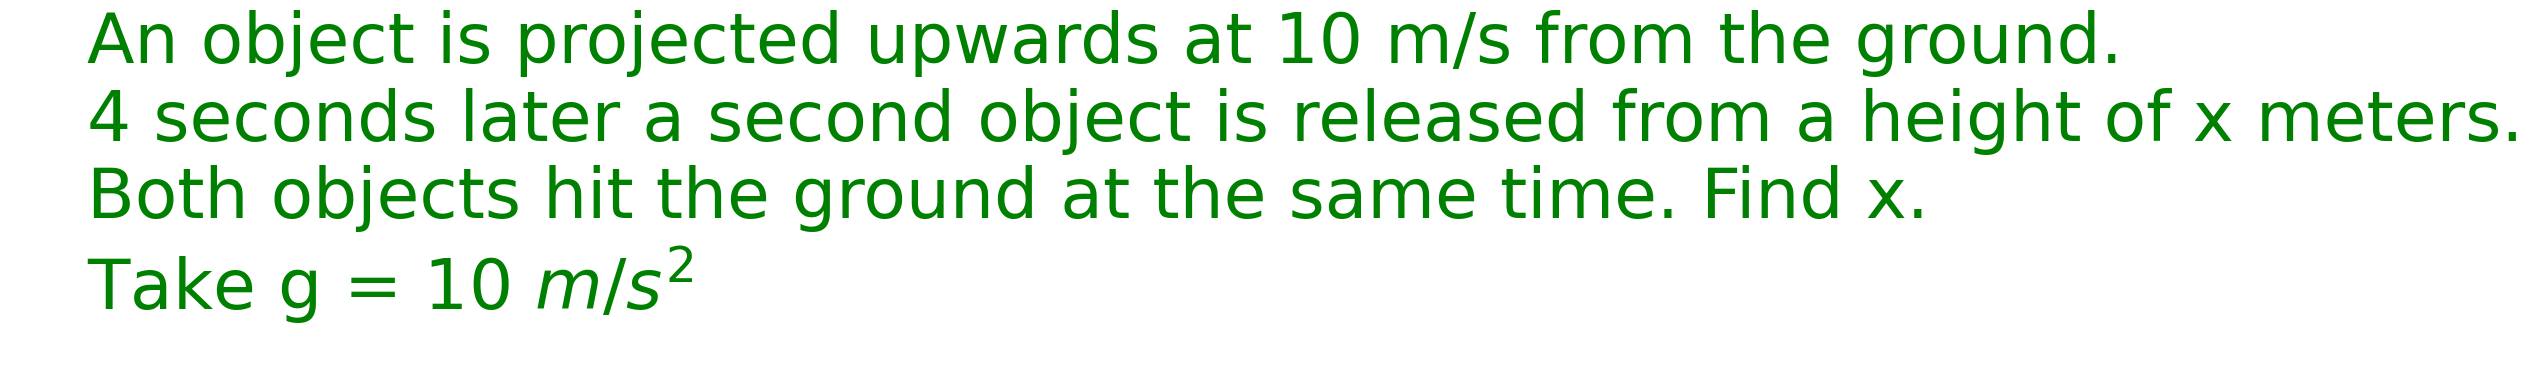 An object is projected upwards at 10 m/s from the ground.
4 seconds later a second object is released from a height of x meters.
Both objects hit the ground at the same time. Find x.
Take g = 10 m/s²